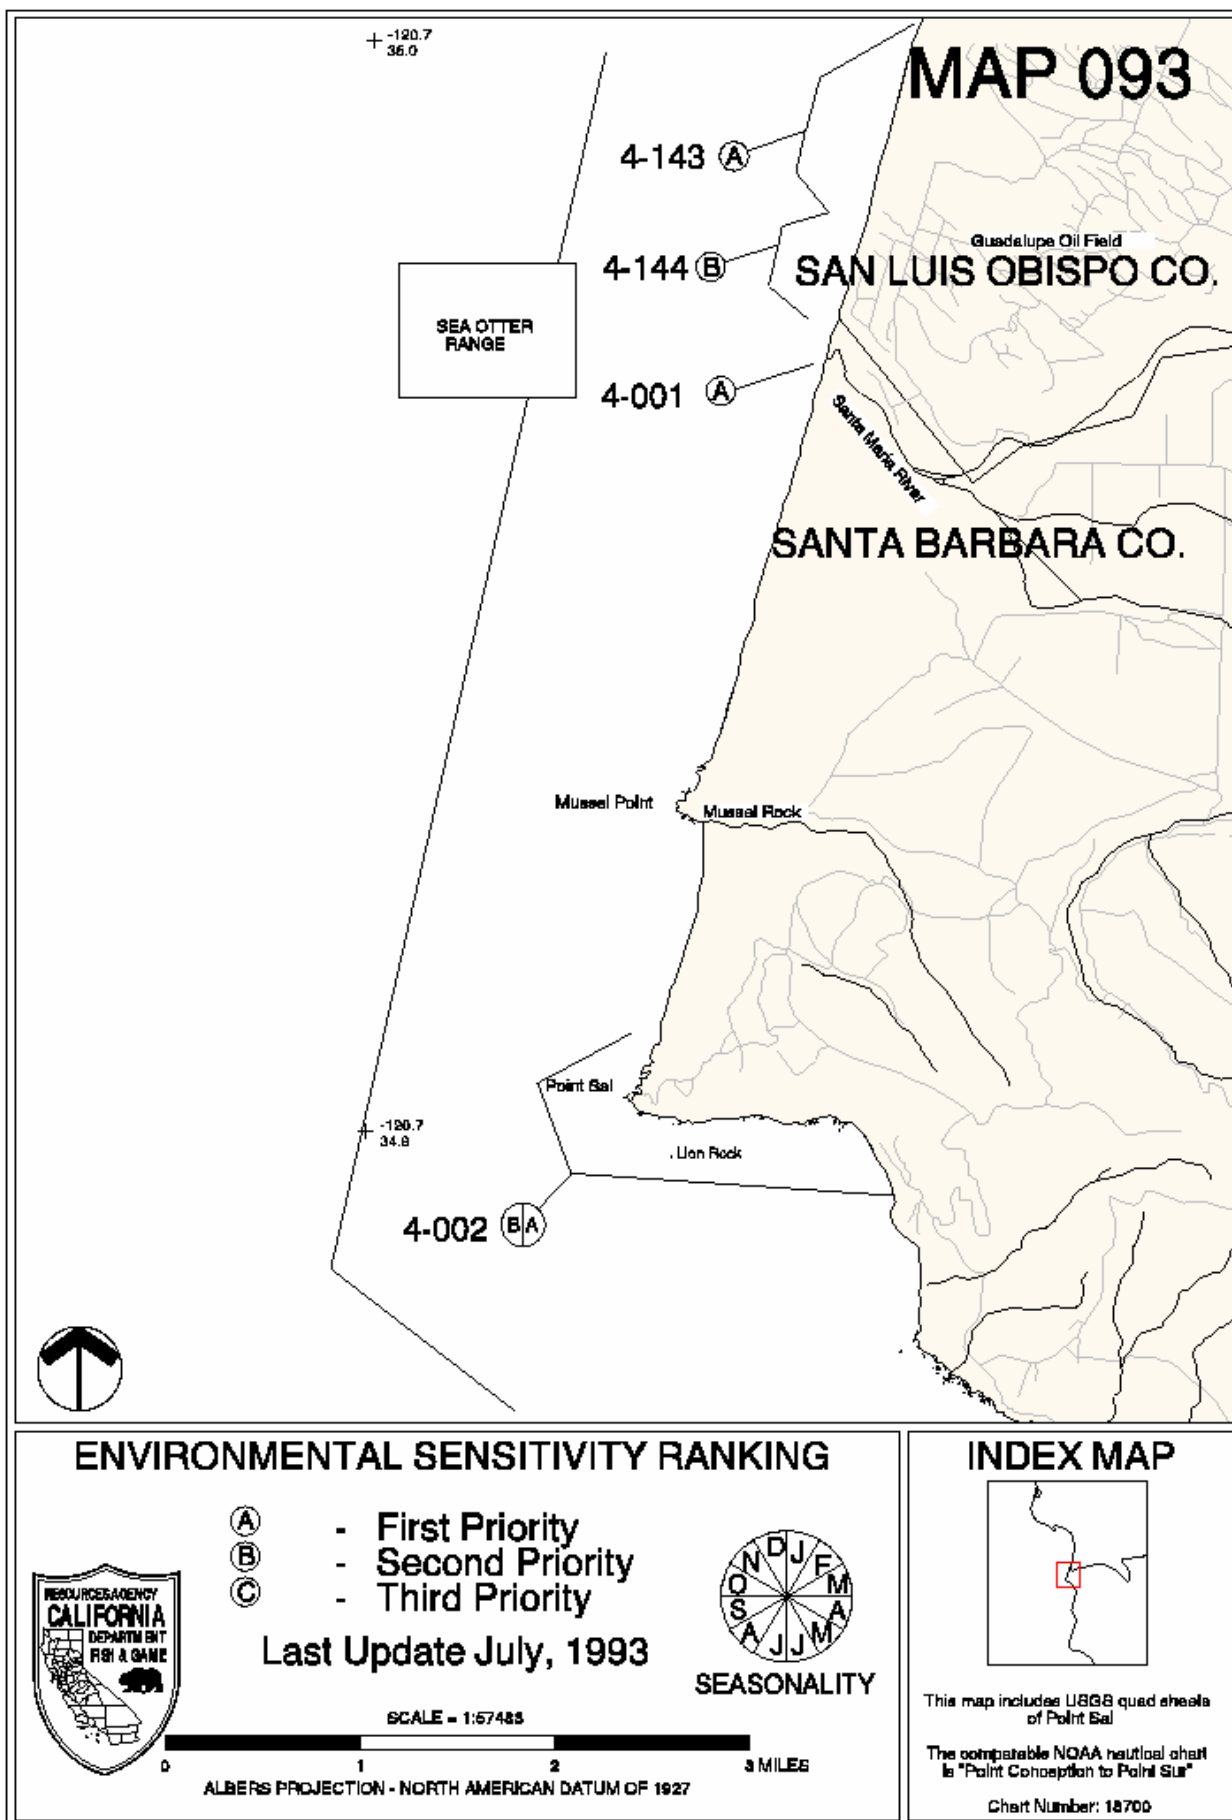 -120.7
35.0
MAP 093
4-143 A
Guadalupe Oil Field
4-144 B
SAN LUIS OBISPO CO.
SEA OTTER
RANGE
4-001 A
Santa Maria River
SANTA BARBARA CO.
Mussel Point
Mussel Rock
Point Sal
-120.7
Lion Rock
4-002 B A
ENVIRONMENTAL SENSITIVITY RANKING
A - First Priority
B - Second Priority
C - Third Priority
Last Update July, 1993
RESOURCES AGENCY
CALIFORNIA
DEPARTMENT
FISH & GAME
J F M A M J J A S O N D
SEASONALITY
SCALE = 1:57483
0 1 2 3 MILES
ALBERS PROJECTION - NORTH AMERICAN DATUM OF 1927
INDEX MAP
This map includes USGS quad sheets
of Point Sal
The comparable NOAA nautical chart
is "Point Conception to Point Sur"
Chart Number: 18700